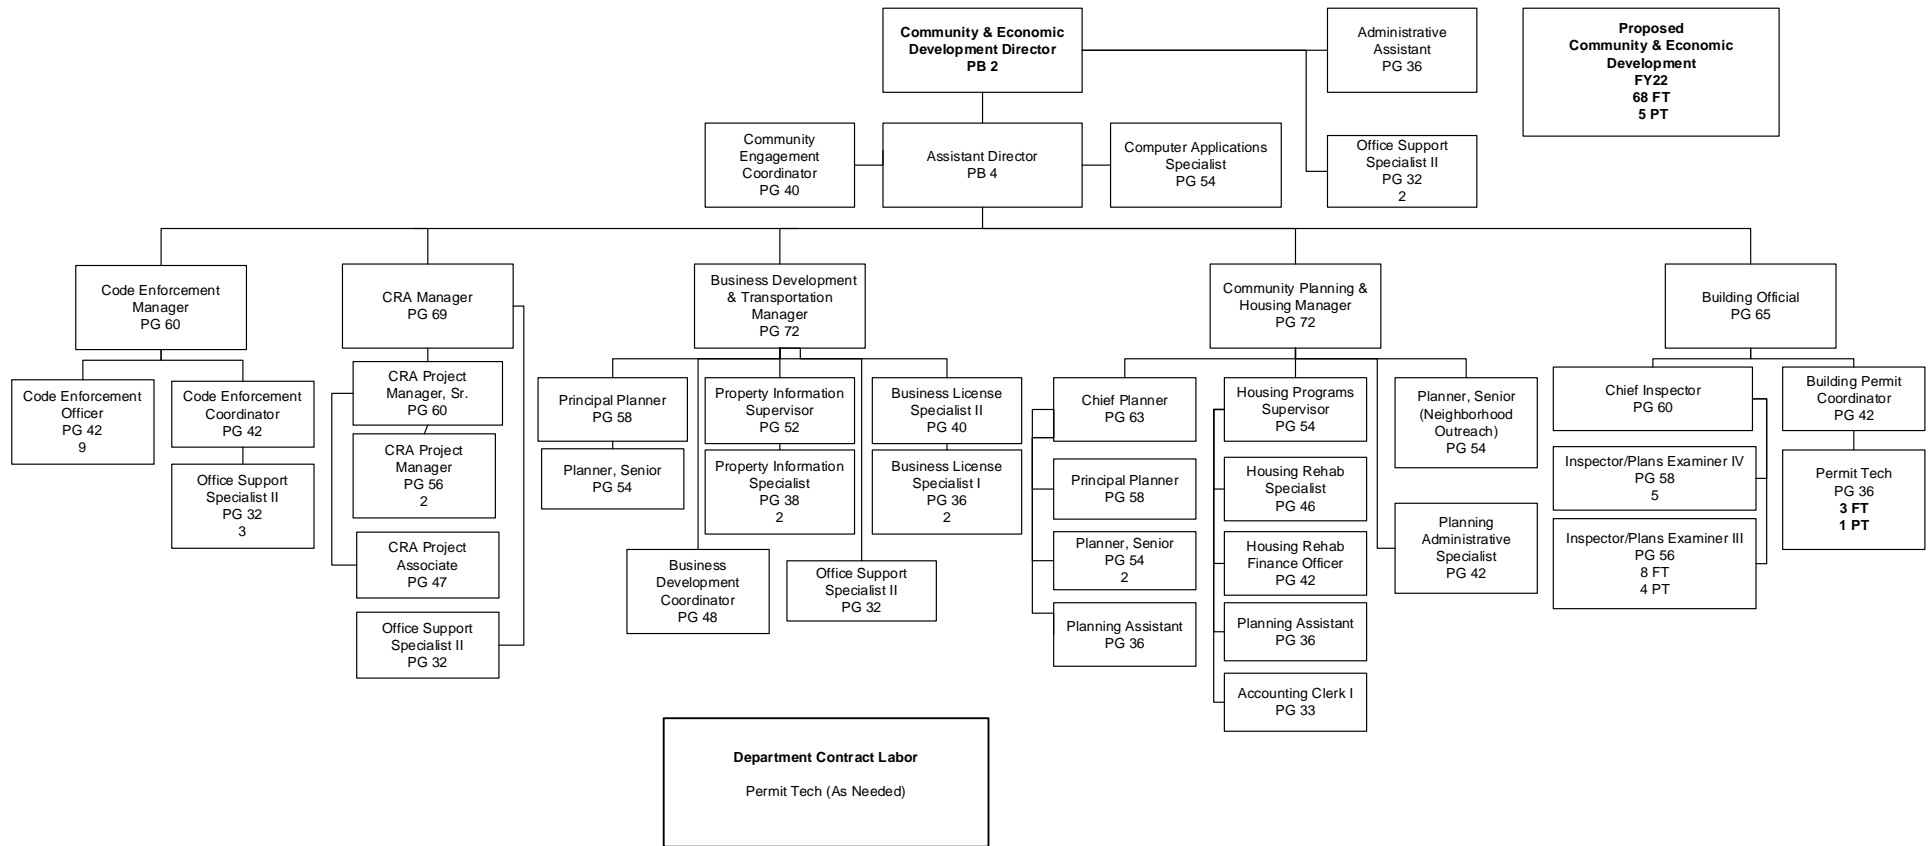 Community & Economic
Development Director
PB 2
Administrative
Assistant
PG 36
Proposed
Community & Economic
Development
FY22
68 FT
5 PT
Community
Engagement
Coordinator
PG 40
Assistant Director
PB 4
Computer Applications
Specialist
PG 54
Office Support
Specialist II
PG 32
2
Code Enforcement
Manager
PG 60
CRA Manager
PG 69
Business Development
& Transportation
Manager
PG 72
Community Planning &
Housing Manager
PG 72
Building Official
PG 65
Code Enforcement
Officer
PG 42
9
Code Enforcement
Coordinator
PG 42
Office Support
Specialist II
PG 32
3
CRA Project
Manager, Sr.
PG 60
CRA Project
Manager
PG 56
2
CRA Project
Associate
PG 47
Office Support
Specialist II
PG 32
Principal Planner
PG 58
Planner, Senior
PG 54
Property Information
Supervisor
PG 52
Property Information
Specialist
PG 38
2
Business License
Specialist II
PG 40
Business License
Specialist I
PG 36
2
Business
Development
Coordinator
PG 48
Office Support
Specialist II
PG 32
Chief Planner
PG 63
Principal Planner
PG 58
Planner, Senior
PG 54
2
Planning Assistant
PG 36
Housing Programs
Supervisor
PG 54
Housing Rehab
Specialist
PG 46
Housing Rehab
Finance Officer
PG 42
Planning Assistant
PG 36
Accounting Clerk I
PG 33
Planner, Senior
(Neighborhood
Outreach)
PG 54
Planning
Administrative
Specialist
PG 42
Chief Inspector
PG 60
Inspector/Plans Examiner IV
PG 58
5
Inspector/Plans Examiner III
PG 56
8 FT
4 PT
Building Permit
Coordinator
PG 42
Permit Tech
PG 36
3 FT
1 PT
Department Contract Labor
Permit Tech (As Needed)